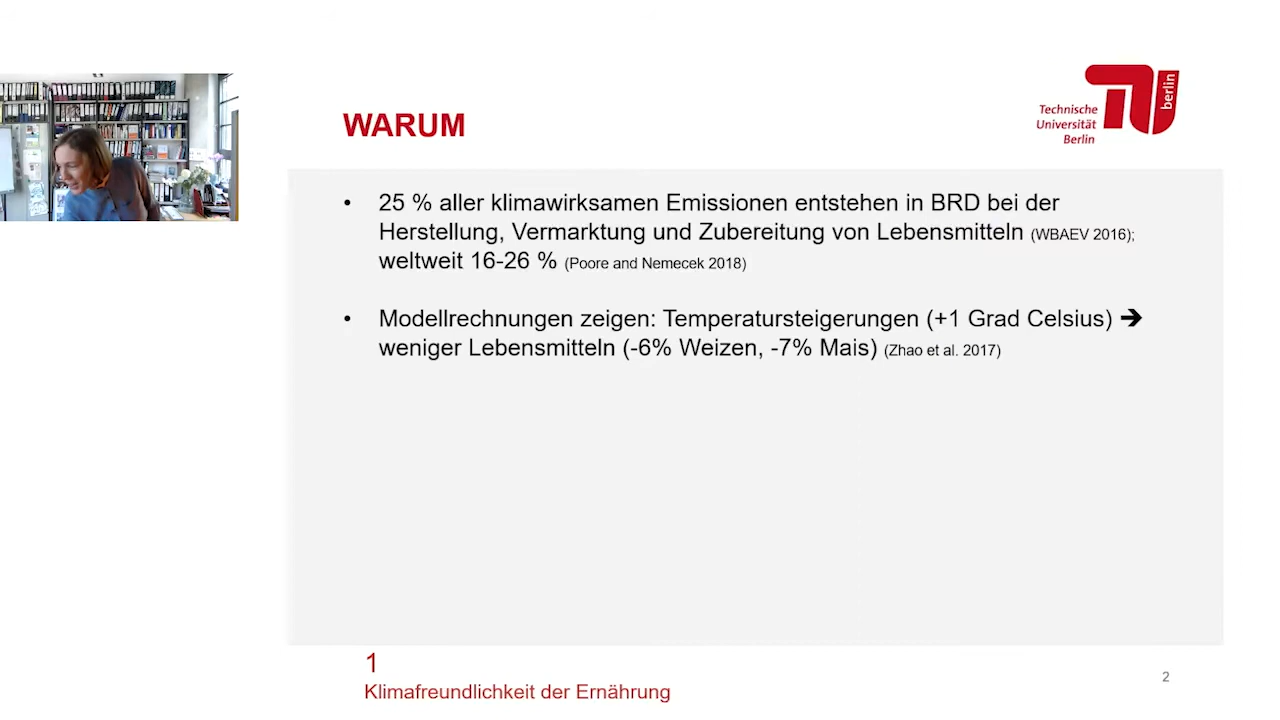 WARUM
Technische
Universität
Berlin
berlin
• 25 % aller klimawirksamen Emissionen entstehen in BRD bei der
Herstellung, Vermarktung und Zubereitung von Lebensmitteln (WBAEV 2016);
weltweit 16-26 % (Poore and Nemecek 2018)
• Modellrechnungen zeigen: Temperatursteigerungen (+1 Grad Celsius) ➔
weniger Lebensmitteln (-6% Weizen, -7% Mais) (Zhao et al. 2017)
1
Klimafreundlichkeit der Ernährung
2